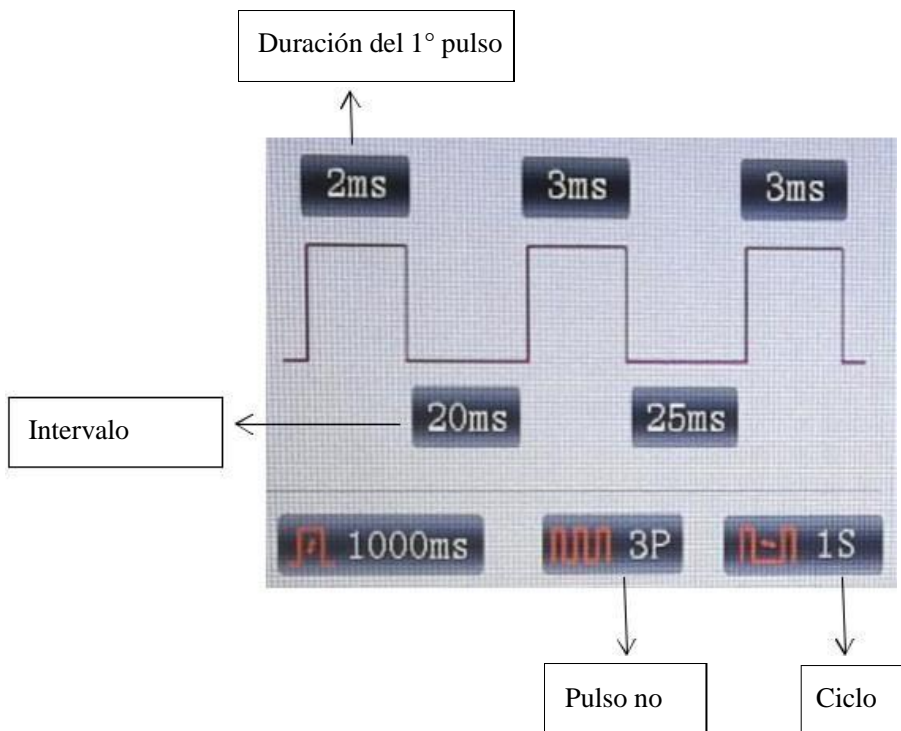 Duración del 1° pulso
2ms 3ms 3ms
Intervalo
20ms 25ms
1000ms 3P 1S
Pulso no
Ciclo